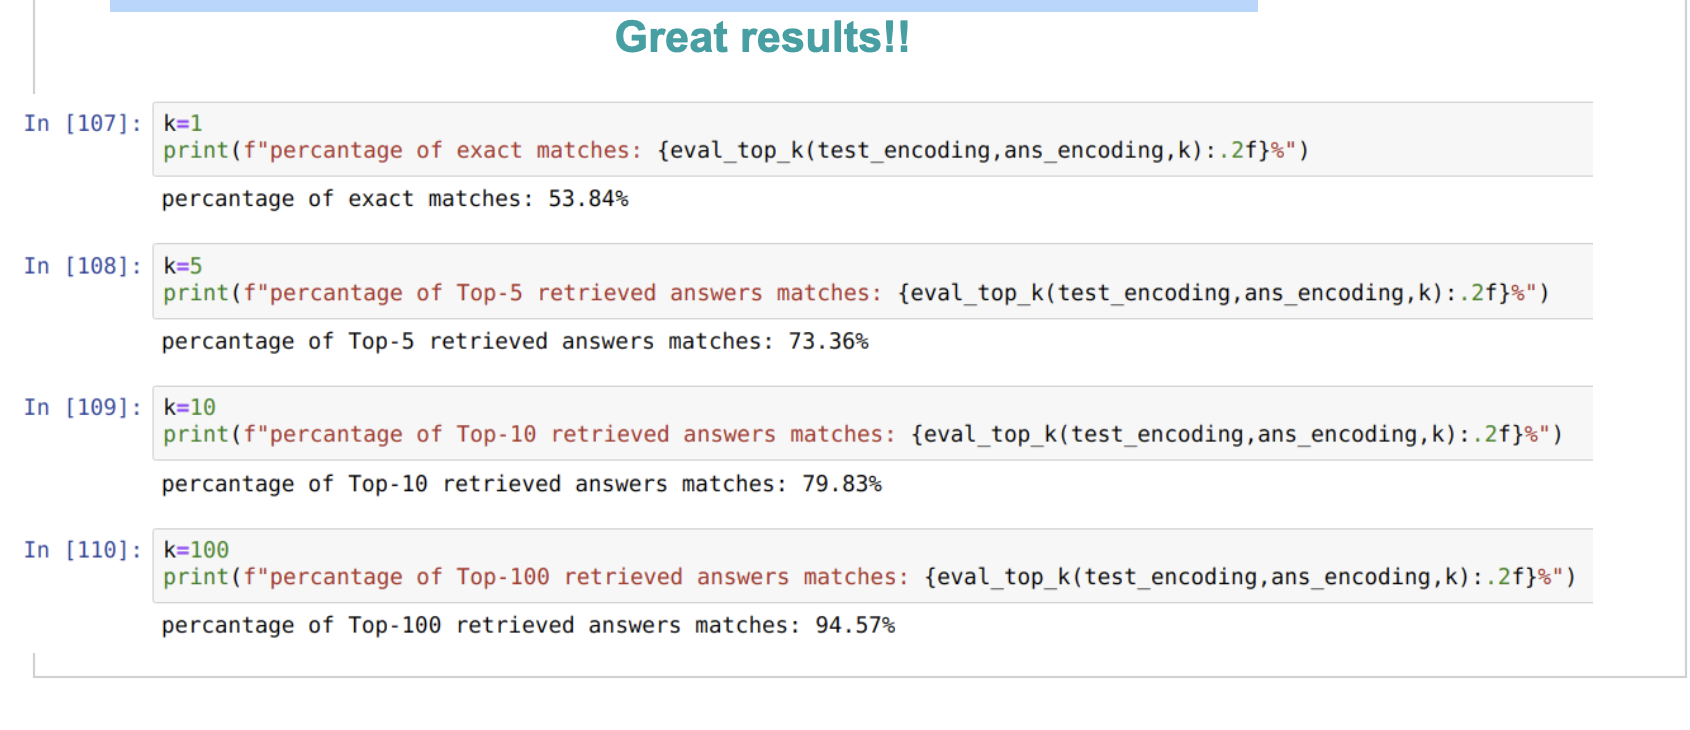 Great results!!
In [107]: k=1
print(f"percantage of exact matches: {eval_top_k(test_encoding,ans_encoding,k):.2f}%")
percantage of exact matches: 53.84%
In [108]: k=5
print(f"percantage of Top-5 retrieved answers matches: {eval_top_k(test_encoding,ans_encoding,k):.2f}%")
percantage of Top-5 retrieved answers matches: 73.36%
In [109]: k=10
print(f"percantage of Top-10 retrieved answers matches: {eval_top_k(test_encoding,ans_encoding,k):.2f}%")
percantage of Top-10 retrieved answers matches: 79.83%
In [110]: k=100
print(f"percantage of Top-100 retrieved answers matches: {eval_top_k(test_encoding,ans_encoding,k):.2f}%")
percantage of Top-100 retrieved answers matches: 94.57%